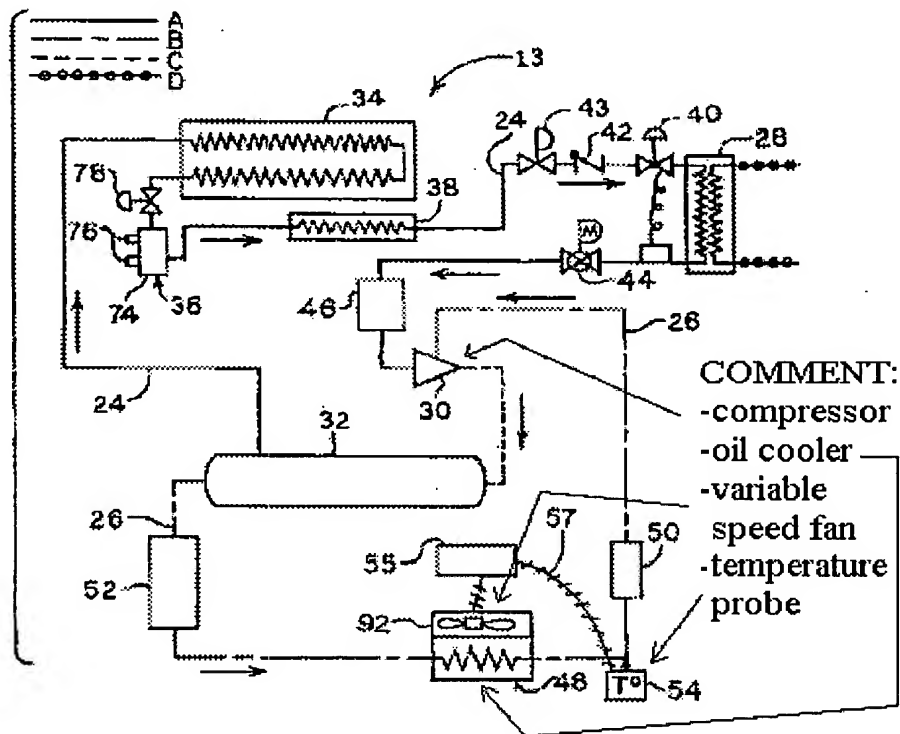 A
B
C
D
13
34
43
24
42
40
28
78
38
76
74
36
44
46
26
30
24
32
COMMENT:
-compressor
-oil cooler
-variable
speed fan
-temperature
probe
57
50
26
55
52
92
48
T°
54
M